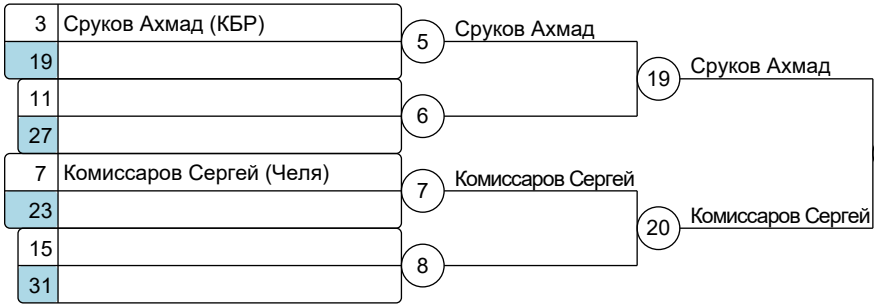 3 Сруков Ахмад (КБР)
5 Сруков Ахмад
19
19 Сруков Ахмад
11
6
27
7 Комиссаров Сергей (Челя)
7 Комиссаров Сергей
23
20 Комиссаров Сергей
15
8
31